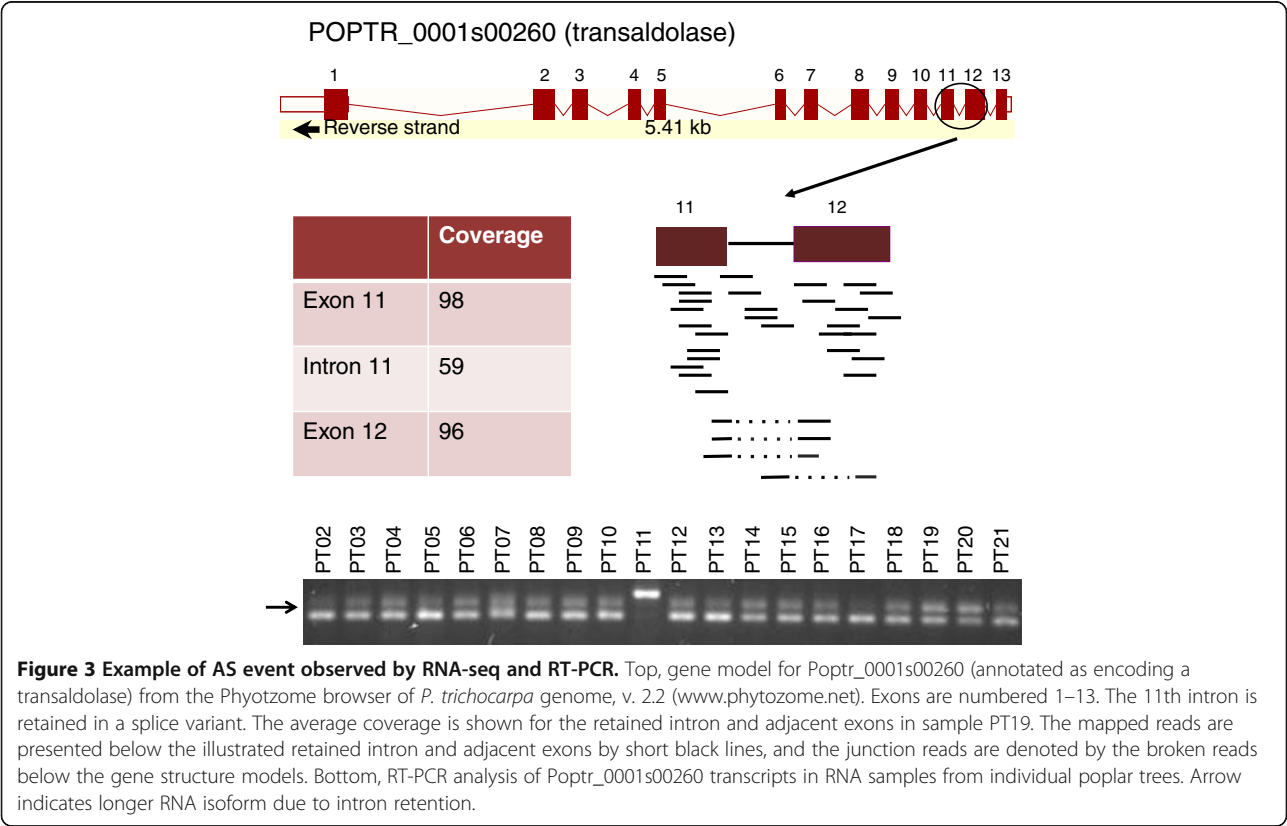 POPTR_0001s00260 (transaldolase)
1 2 3 4 5 6 7 8 9 10 11 12 13
Reverse strand 5.41 kb
11 12
Coverage
Exon 11 98
Intron 11 59
Exon 12 96
PT02 PT03 PT04 PT05 PT06 PT07 PT08 PT09 PT10 PT11 PT12 PT13 PT14 PT15 PT16 PT17 PT18 PT19 PT20 PT21
Figure 3 Example of AS event observed by RNA-seq and RT-PCR. Top, gene model for Poptr_0001s00260 (annotated as encoding a
transaldolase) from the Phyotzome browser of P. trichocarpa genome, v. 2.2 (www.phytozome.net). Exons are numbered 1–13. The 11th intron is
retained in a splice variant. The average coverage is shown for the retained intron and adjacent exons in sample PT19. The mapped reads are
presented below the illustrated retained intron and adjacent exons by short black lines, and the junction reads are denoted by the broken reads
below the gene structure models. Bottom, RT-PCR analysis of Poptr_0001s00260 transcripts in RNA samples from individual poplar trees. Arrow
indicates longer RNA isoform due to intron retention.